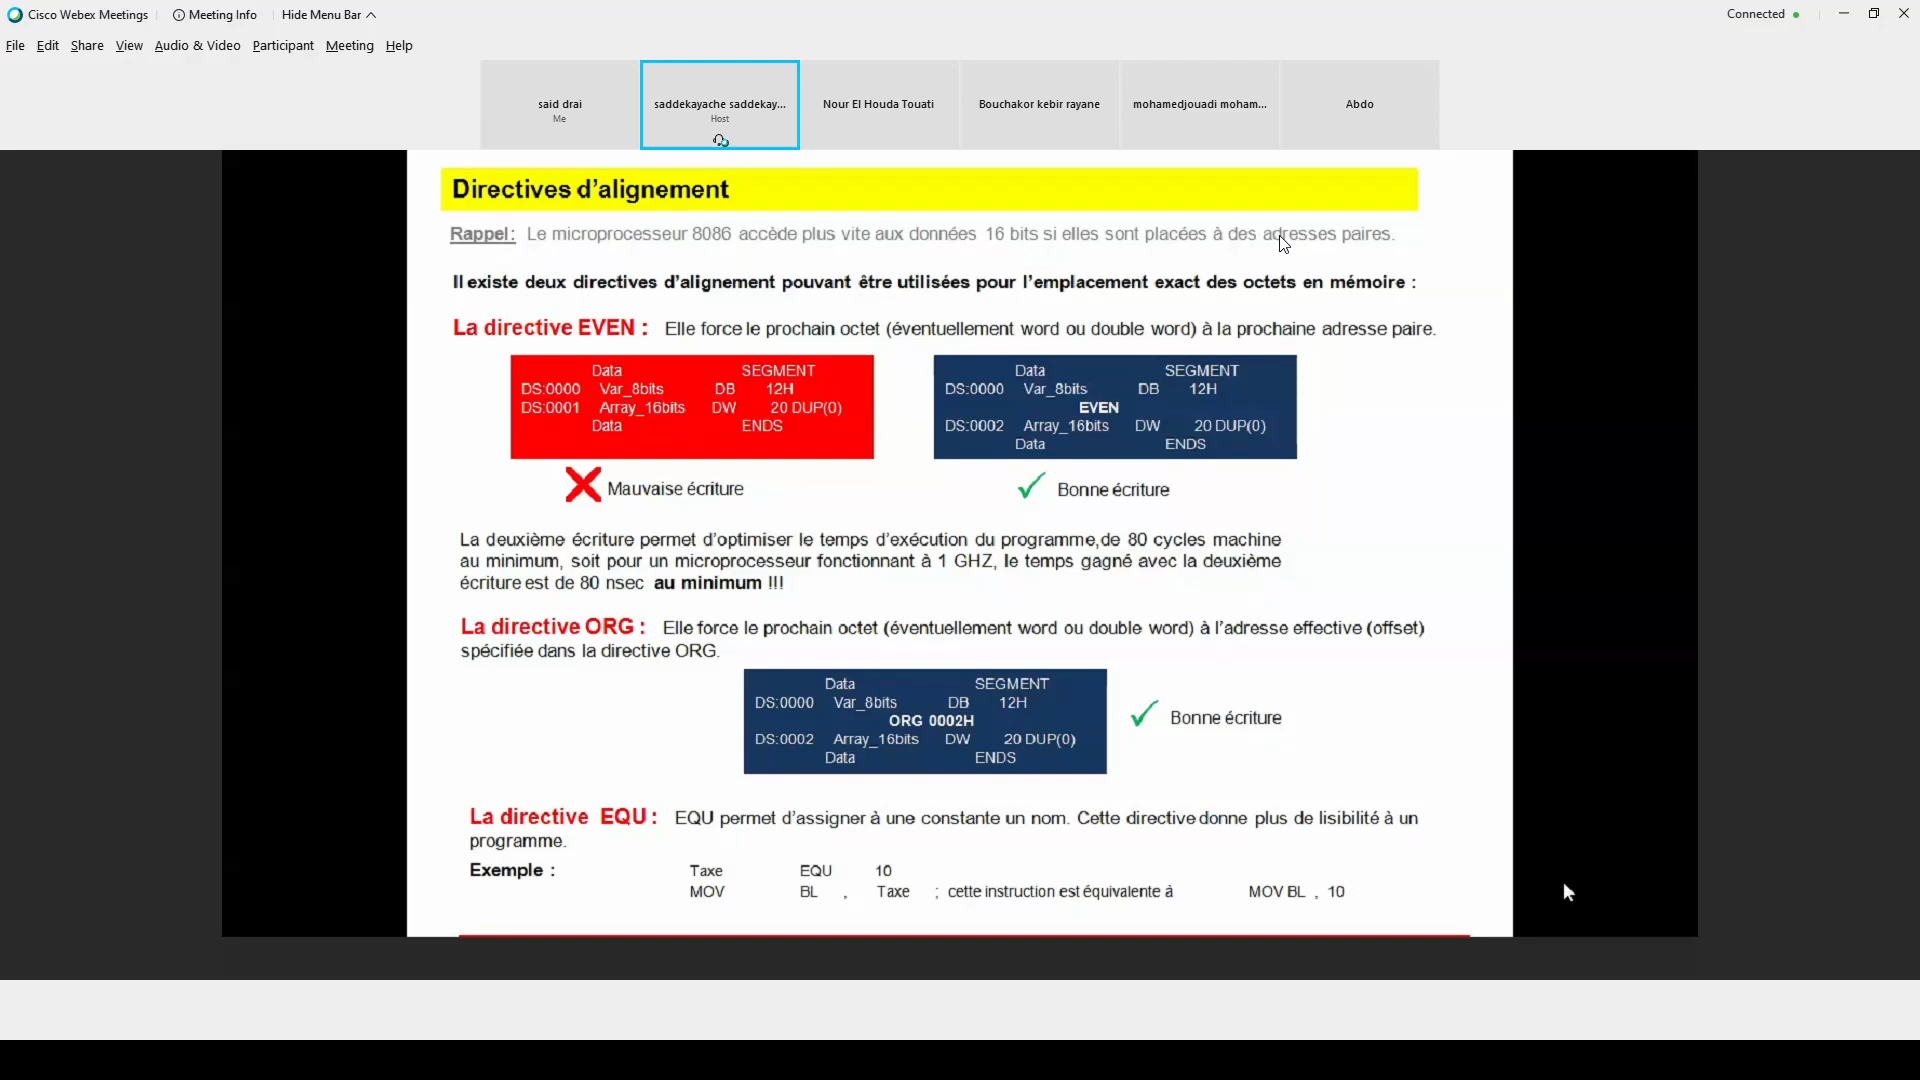 Cisco Webex Meetings Meeting Info Hide Menu Bar Connected
File Edit Share View Audio & Video Participant Meeting Help
said drai
Me
saddekayache saddekay...
Host
Nour El Houda Touati
Bouchakor kebir rayane
mohamedjouadi moham...
Abdo
Directives d'alignement
Rappel: Le microprocesseur 8086 accède plus vite aux données 16 bits si elles sont placées à des adresses paires.
Il existe deux directives d'alignement pouvant être utilisées pour l'emplacement exact des octets en mémoire :
La directive EVEN : Elle force le prochain octet (éventuellement word ou double word) à la prochaine adresse paire.
Data SEGMENT
DS:0000 Var_8bits DB 12H
DS:0001 Array_16bits DW 20 DUP(0)
Data ENDS
Mauvaise écriture
Data SEGMENT
DS:0000 Var_8bits DB 12H
EVEN
DS:0002 Array_16bits DW 20 DUP(0)
Data ENDS
Bonne écriture
La deuxième écriture permet d'optimiser le temps d'exécution du programme,de 80 cycles machine
au minimum, soit pour un microprocesseur fonctionnant à 1 GHZ, le temps gagné avec la deuxième
écriture est de 80 nsec au minimum !!!
La directive ORG : Elle force le prochain octet (éventuellement word ou double word) à l'adresse effective (offset)
spécifiée dans la directive ORG.
Data SEGMENT
DS:0000 Var_8bits DB 12H
ORG 0002H
DS:0002 Array_16bits DW 20 DUP(0)
Data ENDS
Bonne écriture
La directive EQU : EQU permet d'assigner à une constante un nom. Cette directive donne plus de lisibilité à un
programme.
Exemple : Taxe EQU 10
MOV BL , Taxe ; cette instruction est équivalente à MOV BL , 10